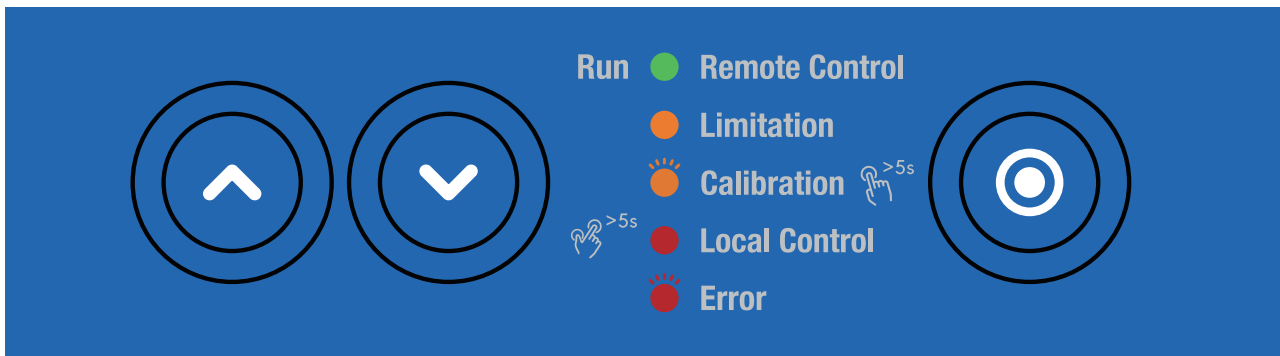 Run Remote Control
Limitation
Calibration >5s
>5s Local Control
Error